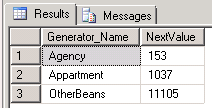 Results Messages
Generator_Name NextValue
1 Agency 153
2 Appartment 1037
3 OtherBeans 11105